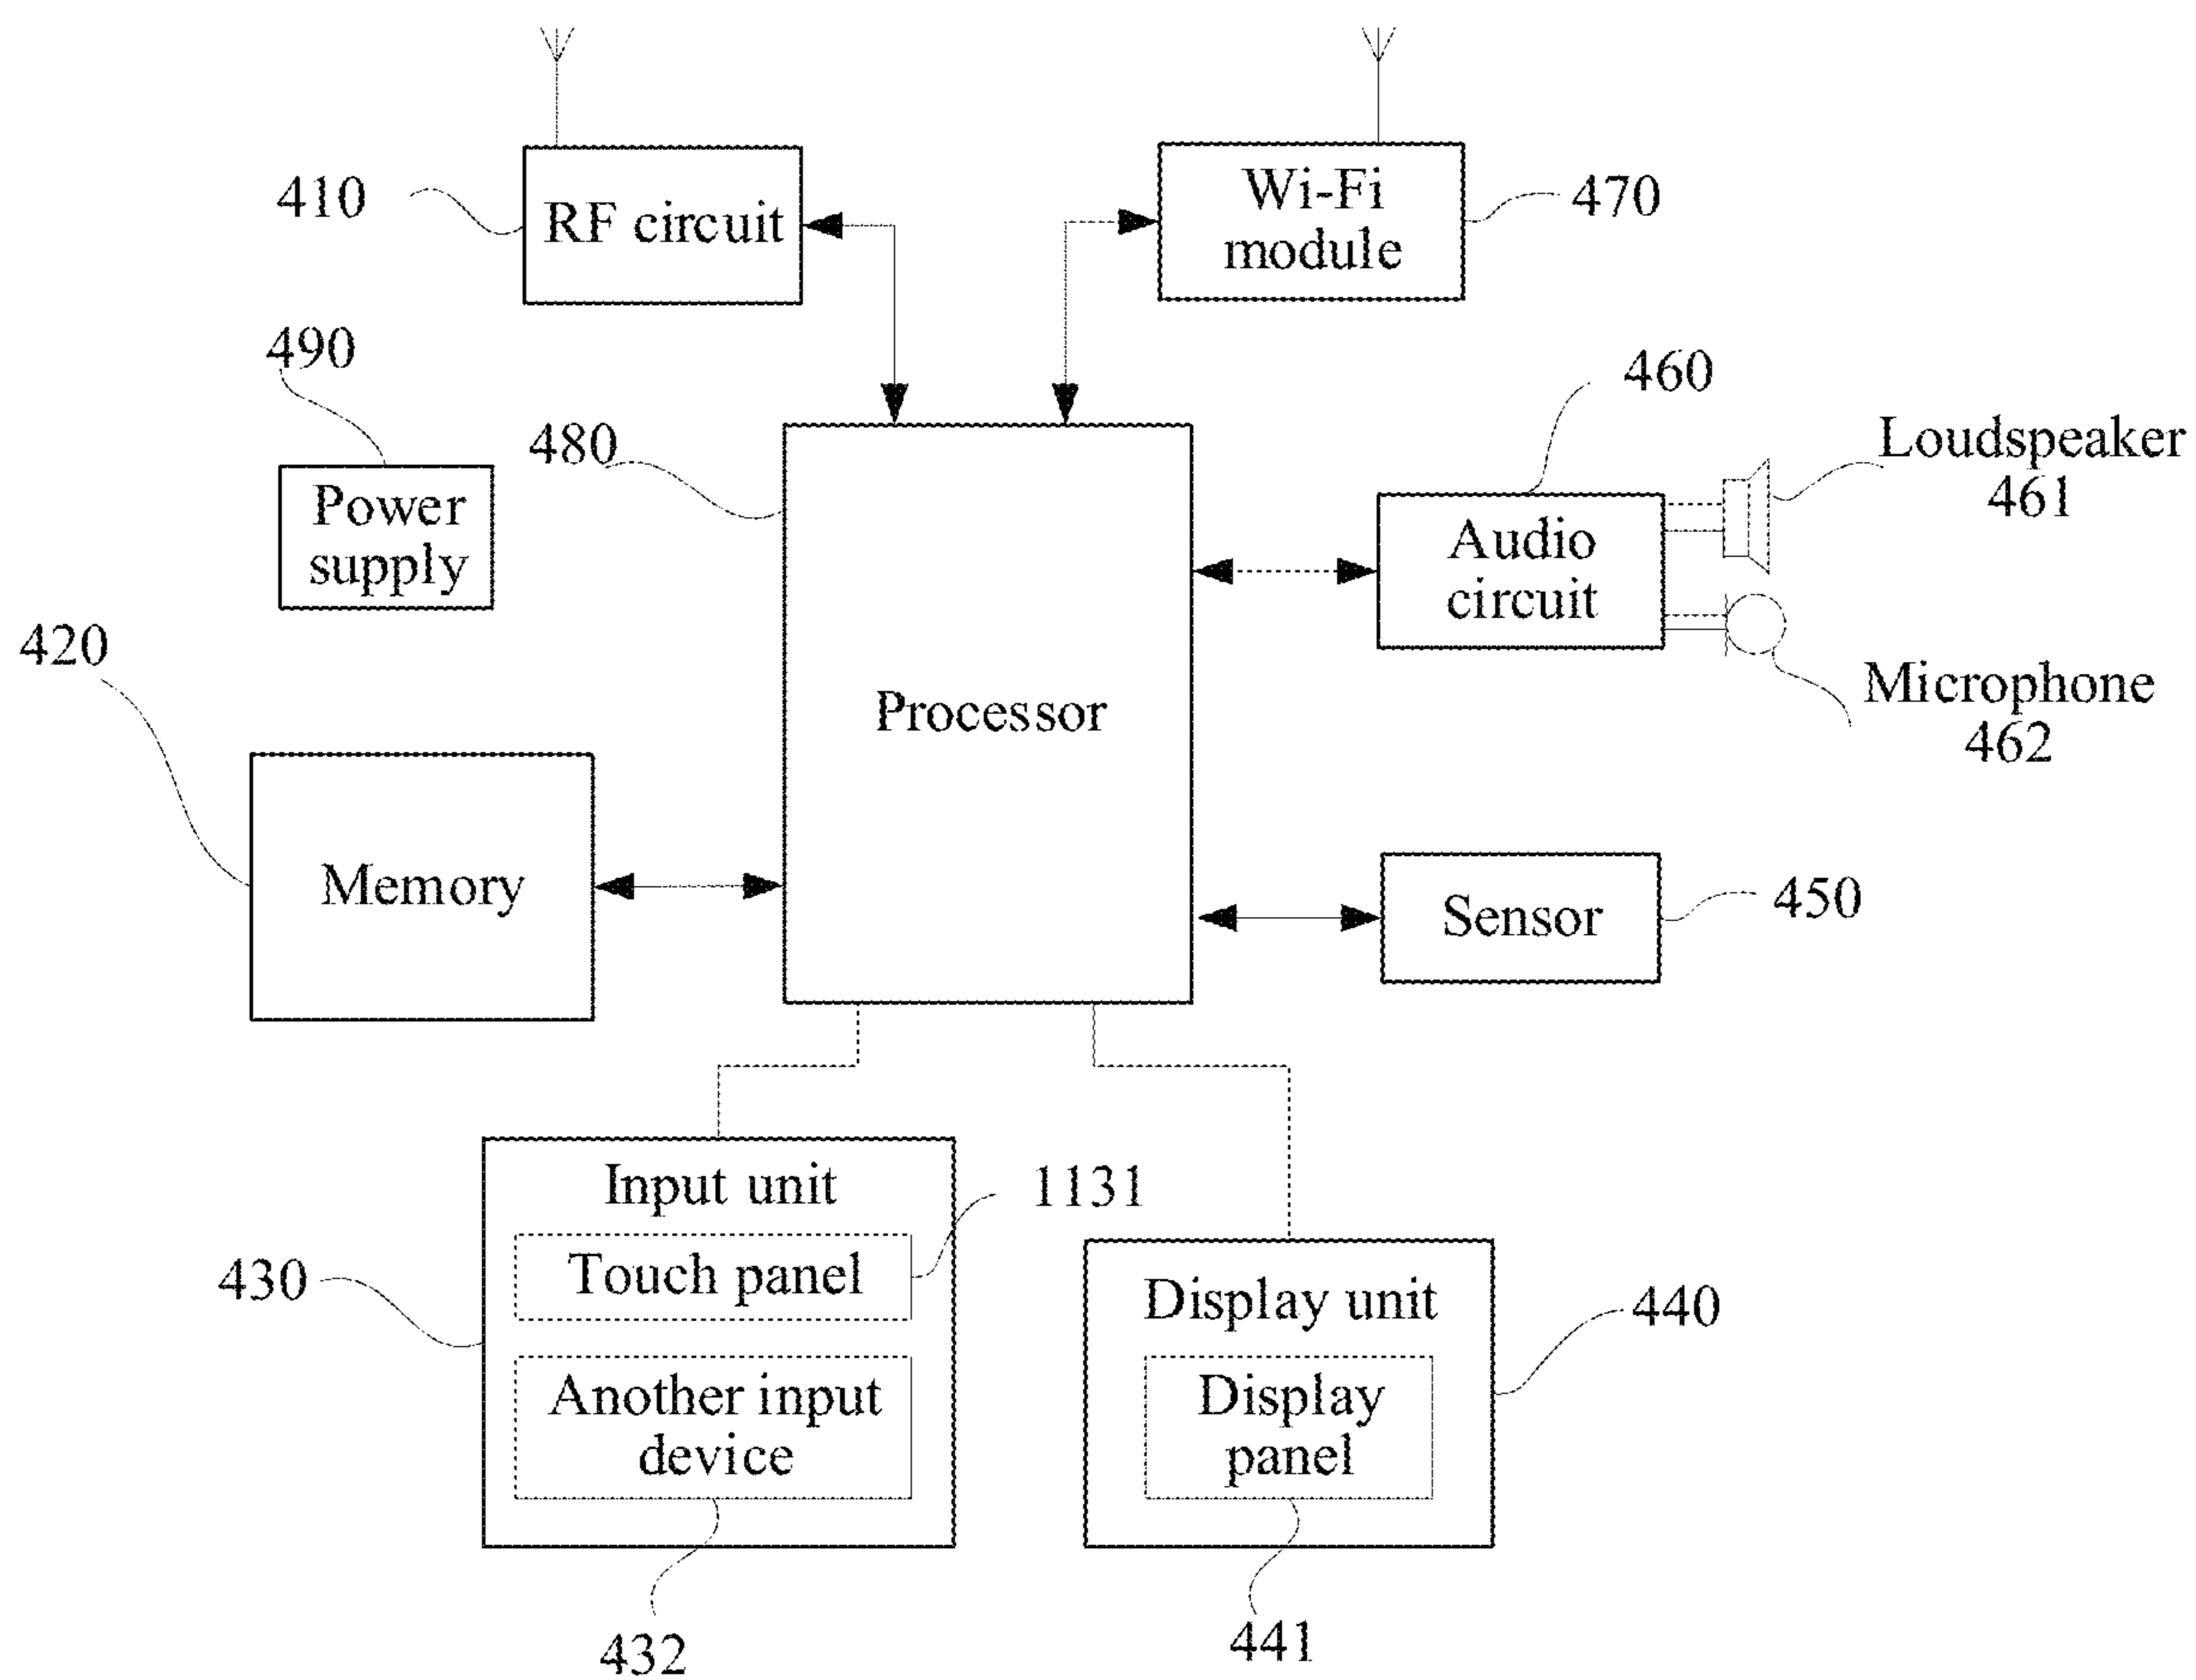 410
RF circuit
Wi-Fi
module
470
490
480
460
Loudspeaker
461
Power
supply
Audio
circuit
420
Processor
Microphone
462
Memory
Sensor
450
Input unit
1131
Touch panel
430
Another input
device
432
Display unit
440
Display
panel
441